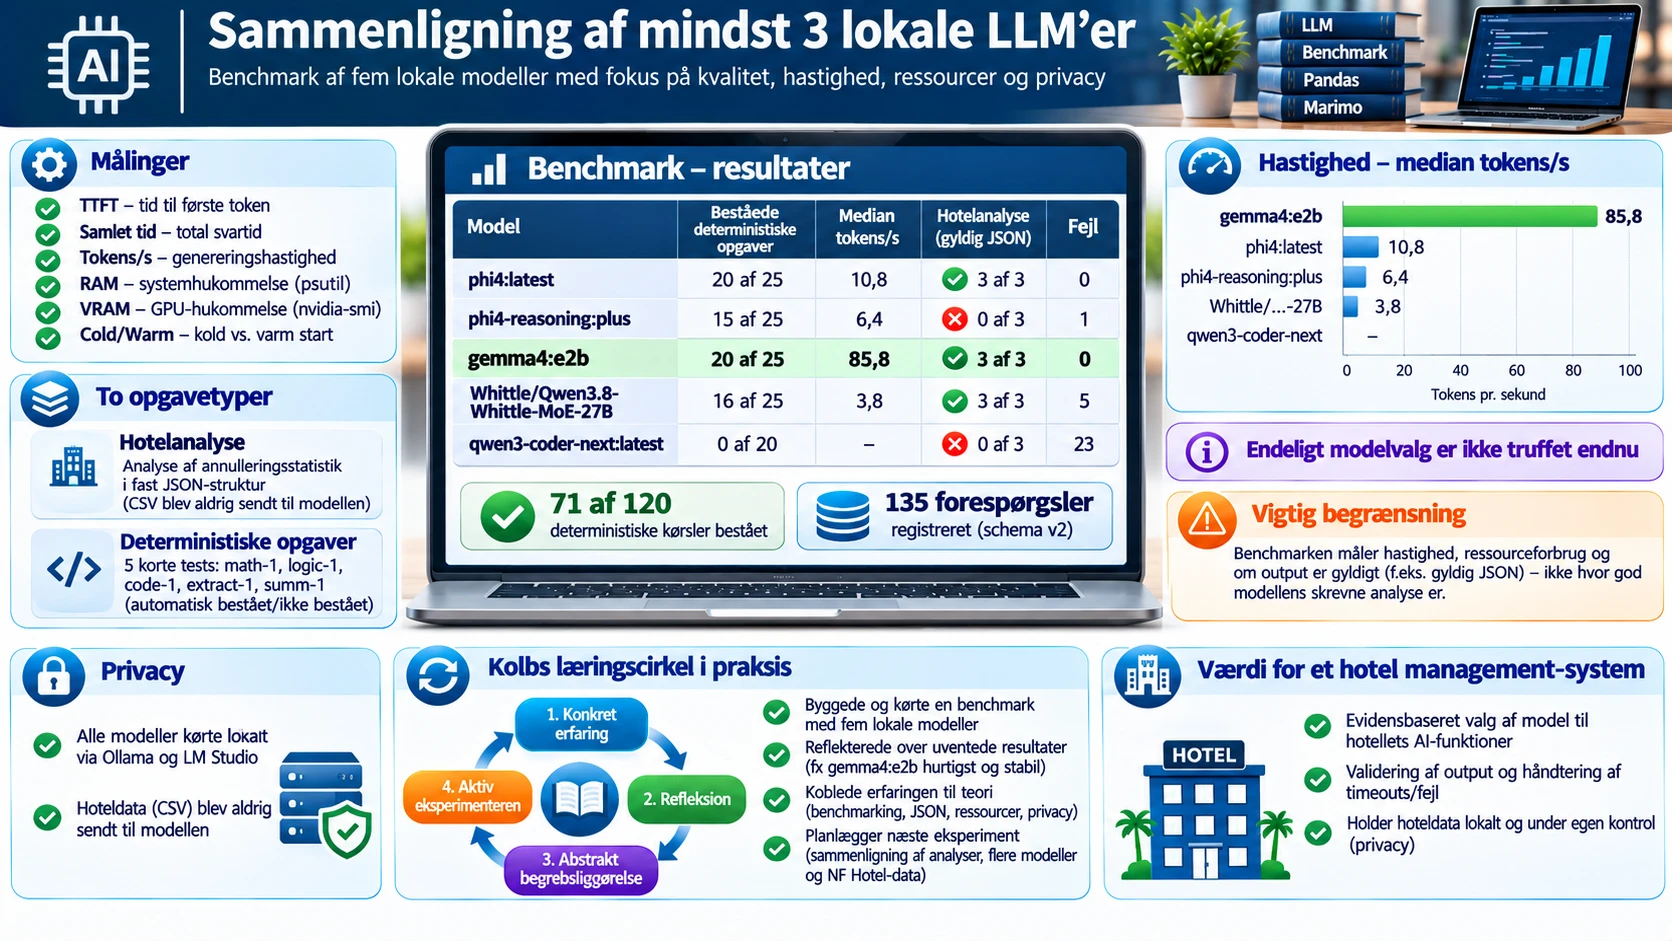 AI
Sammenligning af mindst 3 lokale LLM'er
Benchmark af fem lokale modeller med fokus på kvalitet, hastighed, ressourcer og privacy
LLM
Benchmark
Pandas
Marimo
Målinger
TTFT – tid til første token
Samlet tid – total svartid
Tokens/s – genereringshastighed
RAM – systemhukommelse (psutil)
VRAM – GPU-hukommelse (nvidia-smi)
Cold/Warm – kold vs. varm start
To opgavetyper
Hotelanalyse
Analyse af annulleringsstatistik
i fast JSON-struktur
(CSV blev aldrig sendt til modellen)
</>
Deterministiske opgaver
5 korte tests: math-1, logic-1,
code-1, extract-1, summ-1
(automatisk bestået/ikke bestået)
Benchmark – resultater
Model
Beståede
deterministiske
opgaver
Median
tokens/s
Hotelanalyse
(gyldig JSON)
Fejl
phi4:latest 20 af 25 10,8 3 af 3 0
phi4-reasoning:plus 15 af 25 6,4 0 af 3 1
gemma4:e2b 20 af 25 85,8 3 af 3 0
Whittle/Qwen3.8-
Whittle-MoE-27B 16 af 25 3,8 3 af 3 5
qwen3-coder-next:latest 0 af 20 – 0 af 3 23
71 af 120
deterministiske kørsler bestået
135 forespørgsler
registreret (schema v2)
Hastighed – median tokens/s
gemma4:e2b 85,8
phi4:latest 10,8
phi4-reasoning:plus 6,4
Whittle/...-27B 3,8
qwen3-coder-next –
0 20 40 60 80 100
Tokens pr. sekund
Endeligt modelvalg er ikke truffet endnu
Vigtig begrænsning
Benchmarken måler hastighed, ressourceforbrug og
om output er gyldigt (f.eks. gyldig JSON) – ikke hvor god
modellens skrevne analyse er.
Privacy
Alle modeller kørte lokalt
via Ollama og LM Studio
Hoteldata (CSV) blev aldrig
sendt til modellen
Kolbs læringscirkel i praksis
1. Konkret
erfaring
2. Refleksion
3. Abstrakt
begrebsliggørelse
4. Aktiv
eksperimenteren
Byggede og kørte en benchmark
med fem lokale modeller
Reflekterede over uventede resultater
(fx gemma4:e2b hurtigst og stabil)
Koblede erfaringen til teori
(benchmarking, JSON, ressourcer, privacy)
Planlægger næste eksperiment
(sammenligning af analyser, flere modeller
og NF Hotel-data)
Værdi for et hotel management-system
HOTEL
Evidensbaseret valg af model til
hotellets AI-funktioner
Validering af output og håndtering af
timeouts/fejl
Holder hoteldata lokalt og under egen kontrol
(privacy)